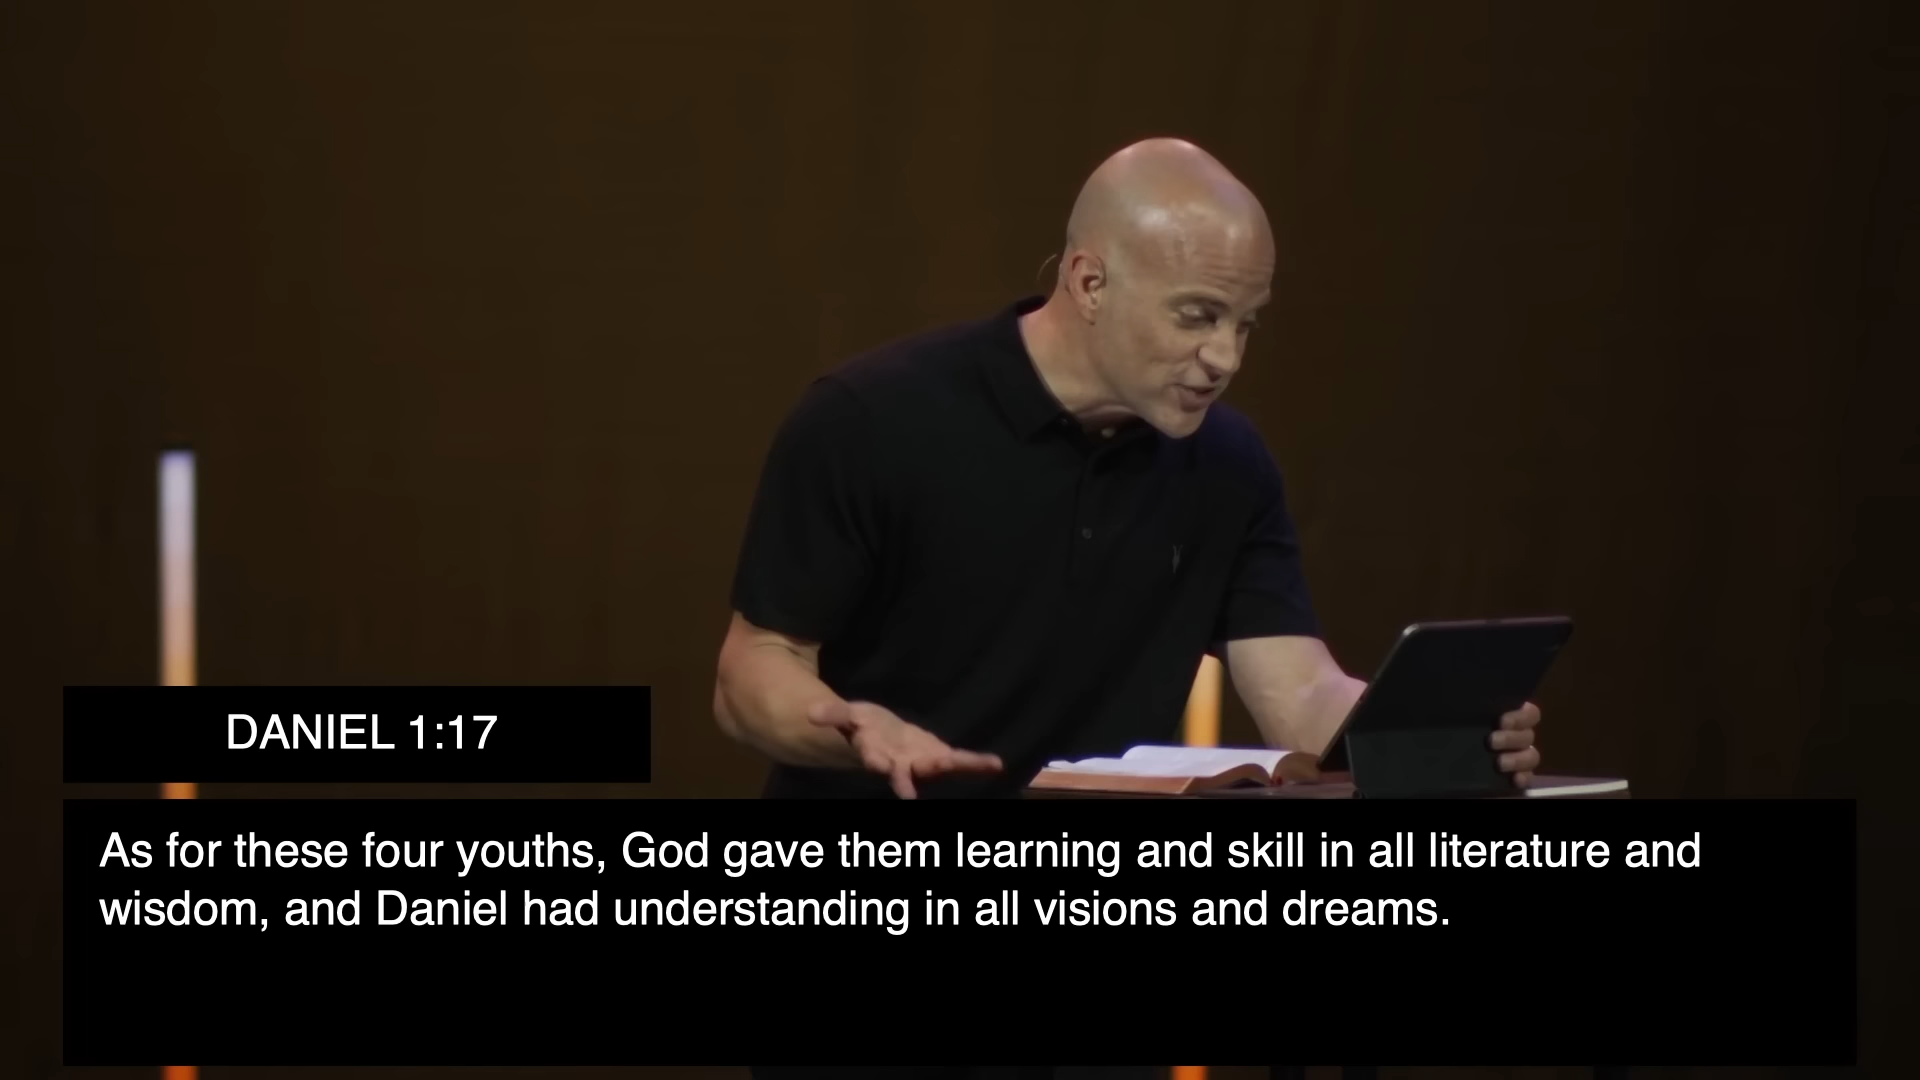 DANIEL 1:17
As for these four youths, God gave them learning and skill in all literature and
wisdom, and Daniel had understanding in all visions and dreams.